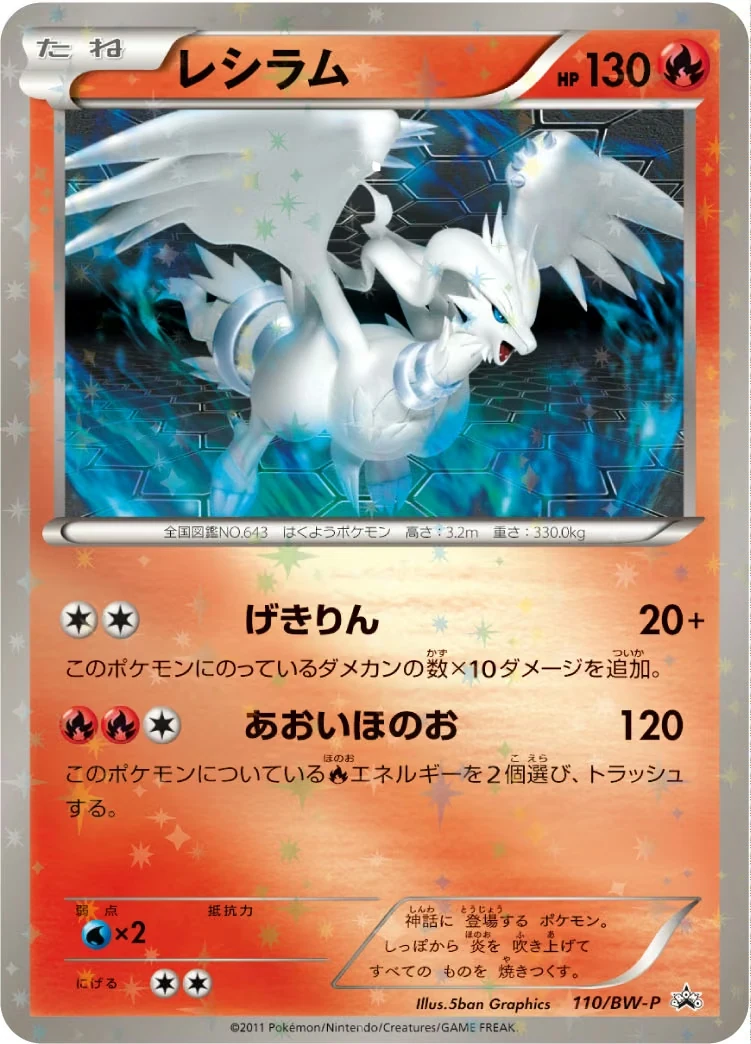 たね
レシラム
HP 130
全国図鑑NO.643 はくようポケモン 高さ:3.2m 重さ:330.0kg
げきりん 20+
このポケモンにのっているダメカンの数×10ダメージを追加。
あおいほのお 120
このポケモンについているエネルギーを2個選び、トラッシュ
する。
弱点 抵抗力
×2
にげる
神話に 登場する ポケモン。
しっぽから 炎を 吹き上げて
すべての ものを 焼きつくす。
Illus.5ban Graphics 110/BW-P PROMO
©2011 Pokémon/Nintendo/Creatures/GAME FREAK.